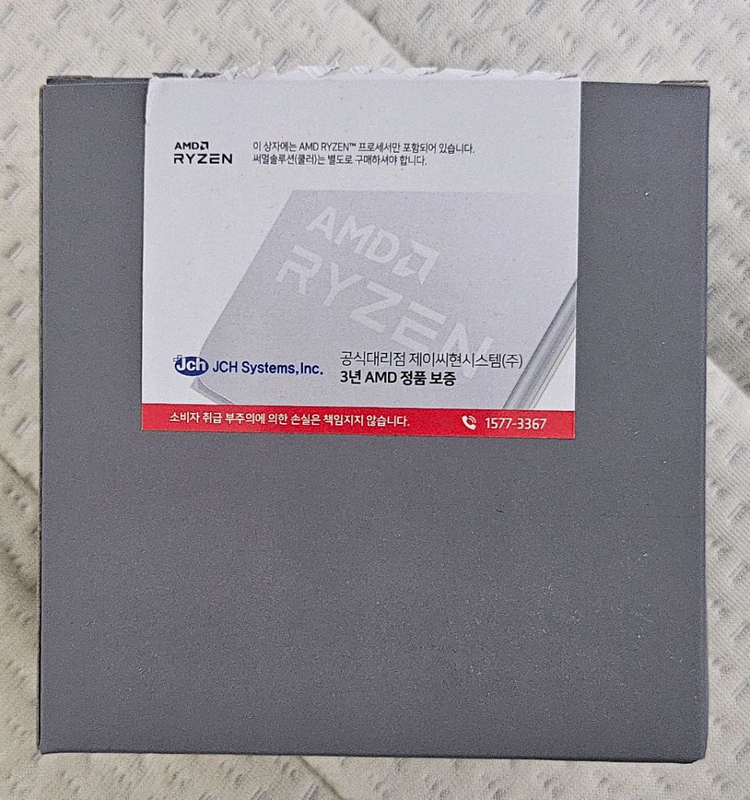 AMD
RYZEN
이 상자에는 AMD RYZEN™ 프로세서만 포함되어 있습니다.
써멀솔루션(쿨러)는 별도로 구매하셔야 합니다.
AMD
RYZEN
Jch JCH Systems, Inc.
공식대리점 제이씨현시스템(주)
3년 AMD 정품 보증
소비자 취급 부주의에 의한 손실은 책임지지 않습니다.
1577-3367